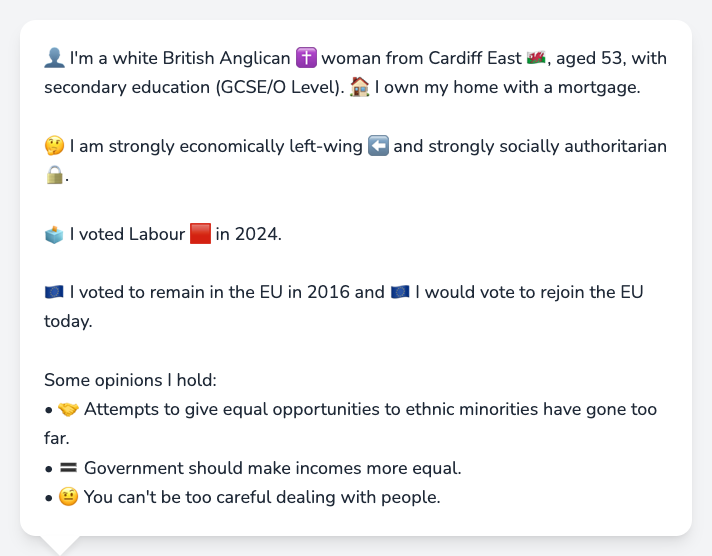 👤 I'm a white British Anglican ✝️ woman from Cardiff East 🏴󠁧󠁢󠁷󠁬󠁳󠁿, aged 53, with
secondary education (GCSE/O Level). 🏠 I own my home with a mortgage.
🤔 I am strongly economically left-wing ⬅️ and strongly socially authoritarian
🔒.
🗳️ I voted Labour 🟥 in 2024.
🇪🇺 I voted to remain in the EU in 2016 and 🇪🇺 I would vote to rejoin the EU
today.
Some opinions I hold:
• 🤝 Attempts to give equal opportunities to ethnic minorities have gone too
far.
• 🟰 Government should make incomes more equal.
• 🤨 You can't be too careful dealing with people.